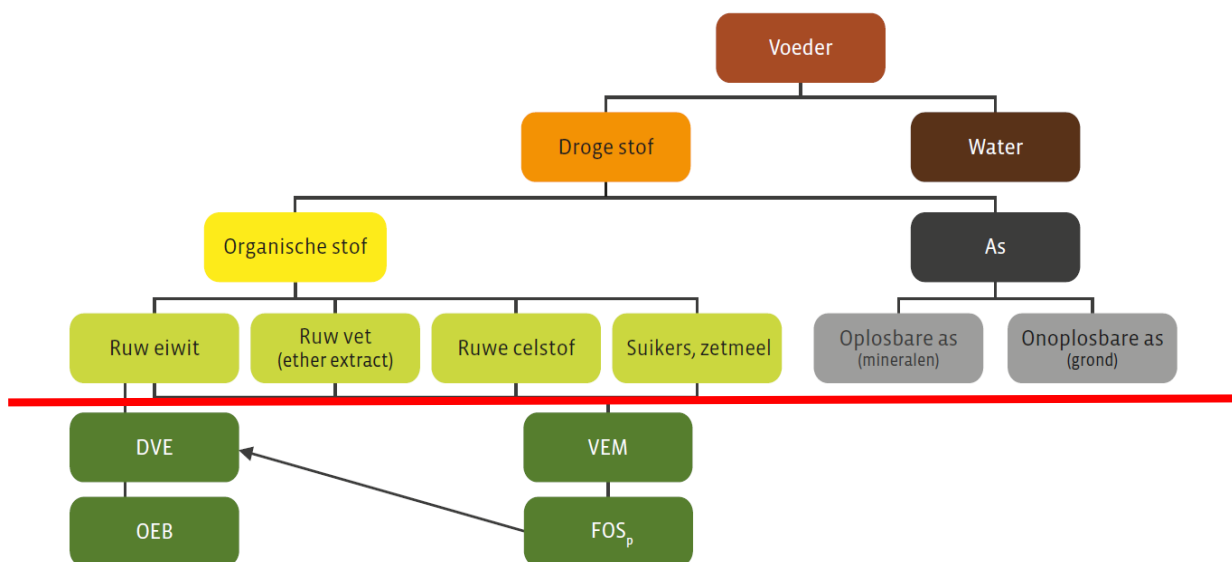 Voeder
Droge stof
Water
Organische stof
As
Ruw eiwit
Ruw vet
(ether extract)
Ruwe celstof
Suikers, zetmeel
Oplosbare as
(mineralen)
Onoplosbare as
(grond)
DVE
VEM
OEB
FOSp